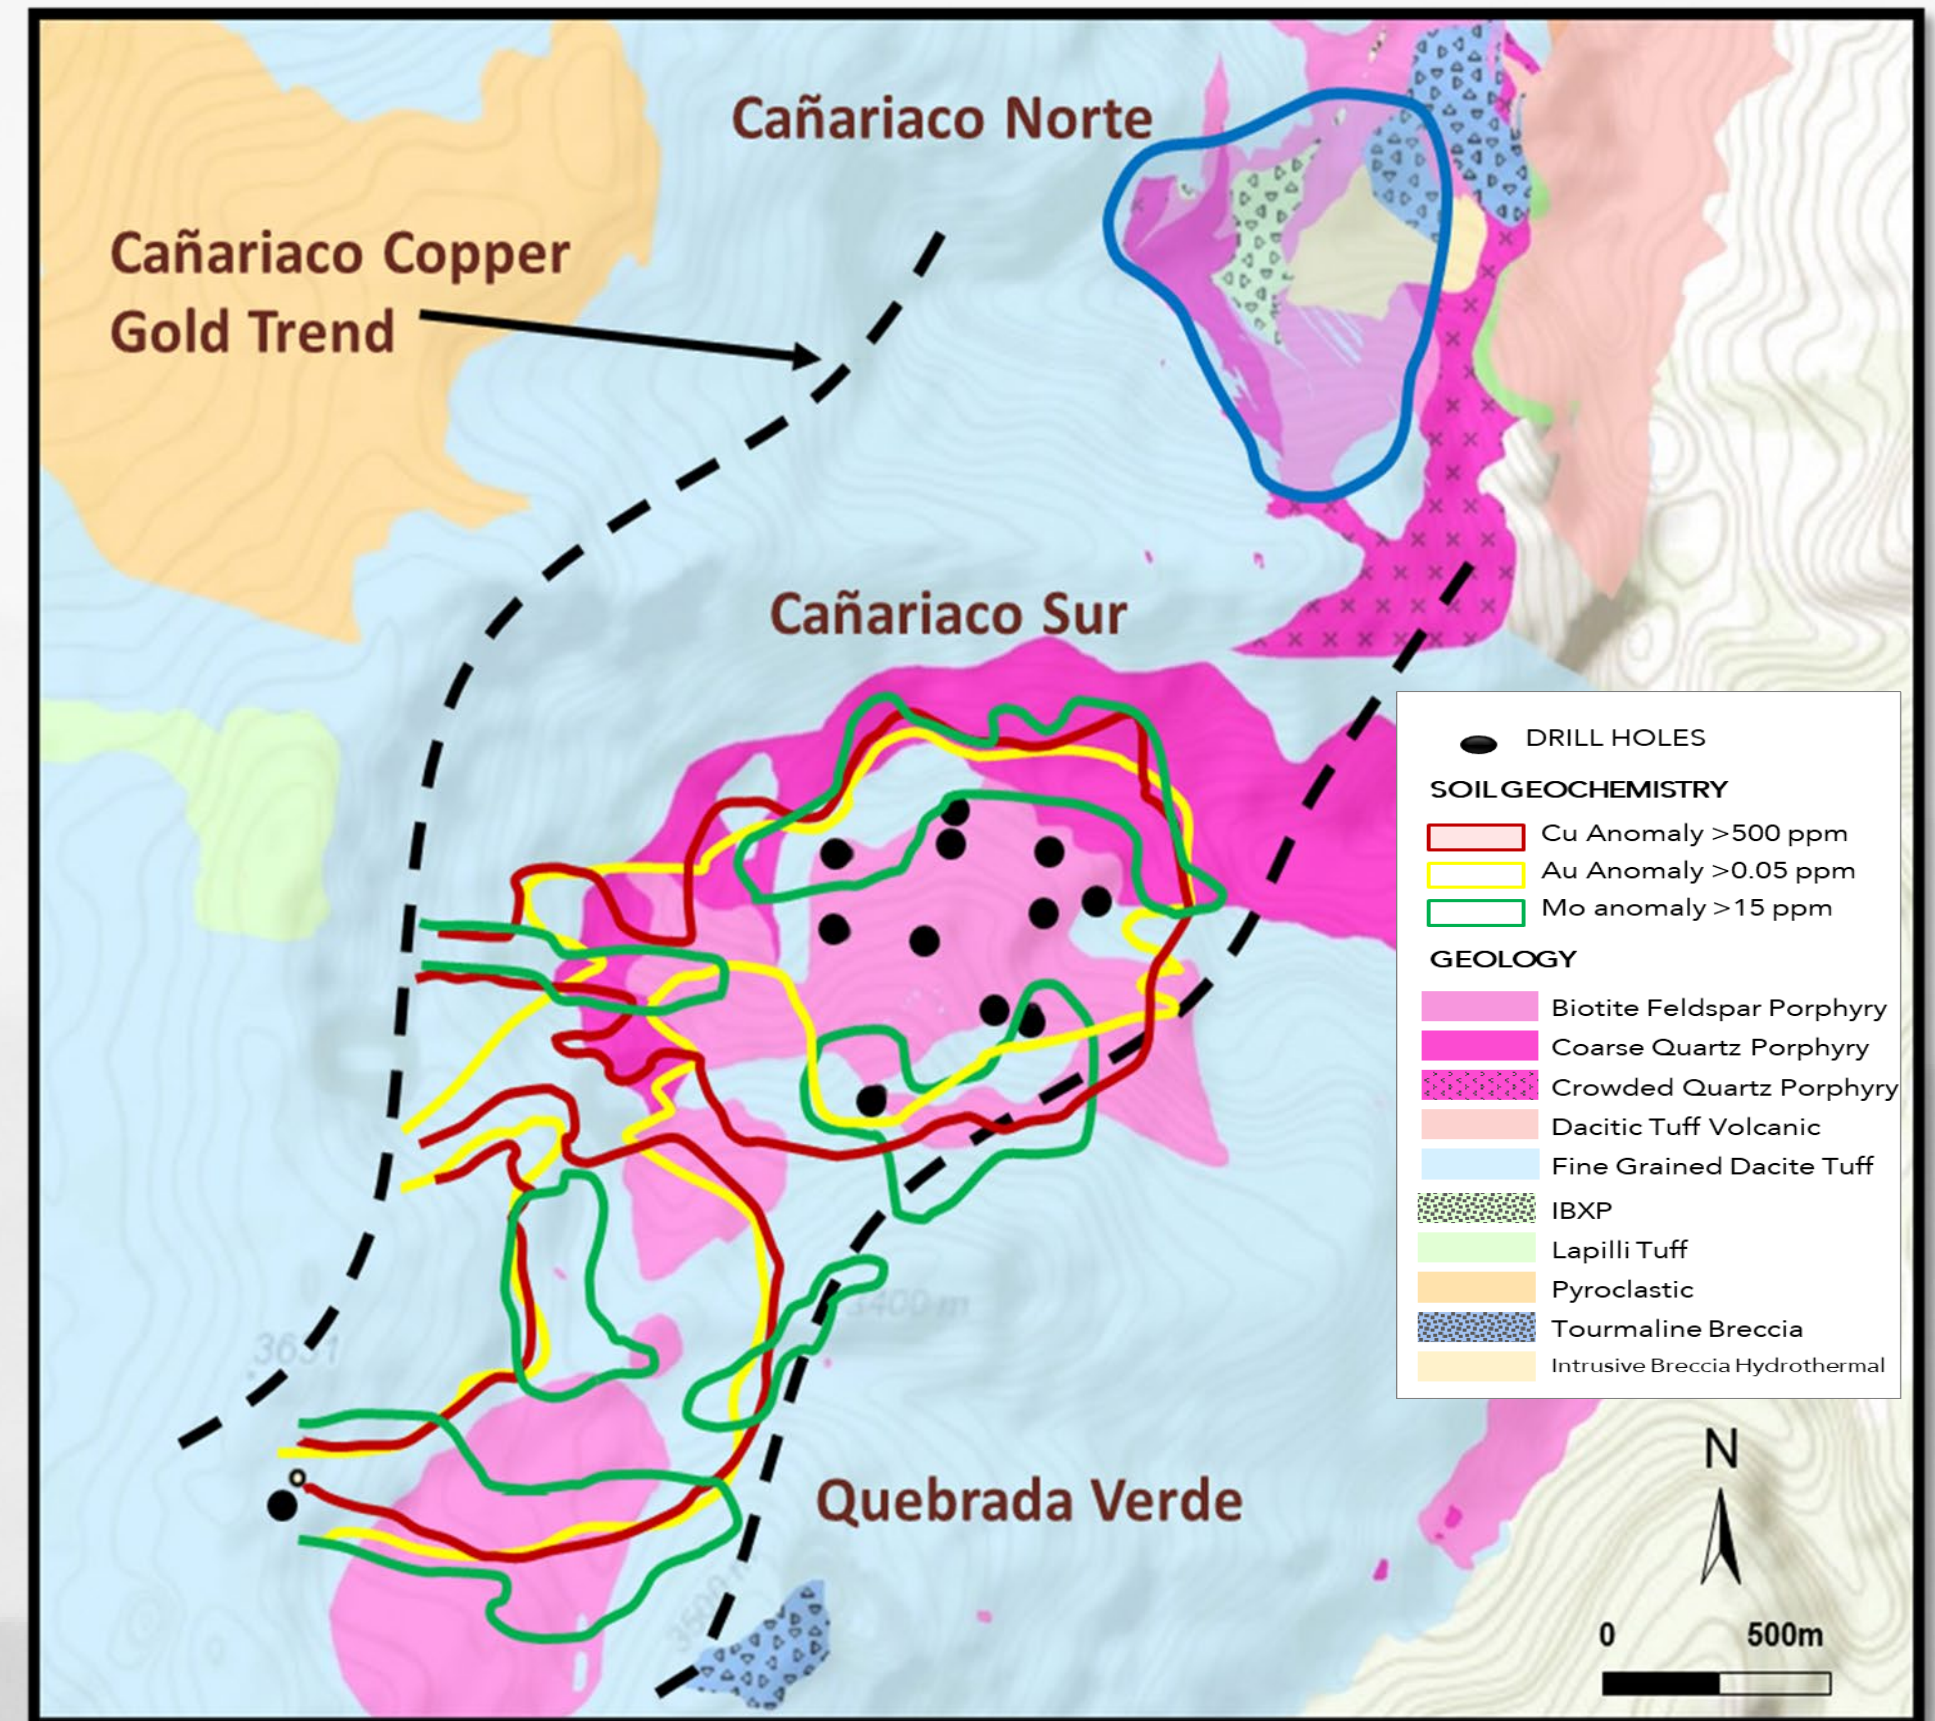 Cañariaco Norte
Cañariaco Copper
Gold Trend
Cañariaco Sur
DRILL HOLES
SOIL GEOCHEMISTRY
Cu Anomaly >500 ppm
Au Anomaly >0.05 ppm
Mo anomaly >15 ppm
GEOLOGY
Biotite Feldspar Porphyry
Coarse Quartz Porphyry
Crowded Quartz Porphyry
Dacitic Tuff Volcanic
Fine Grained Dacite Tuff
IBXP
Lapilli Tuff
Pyroclastic
Tourmaline Breccia
Intrusive Breccia Hydrothermal
3400 m
Quebrada Verde
N
0 500m